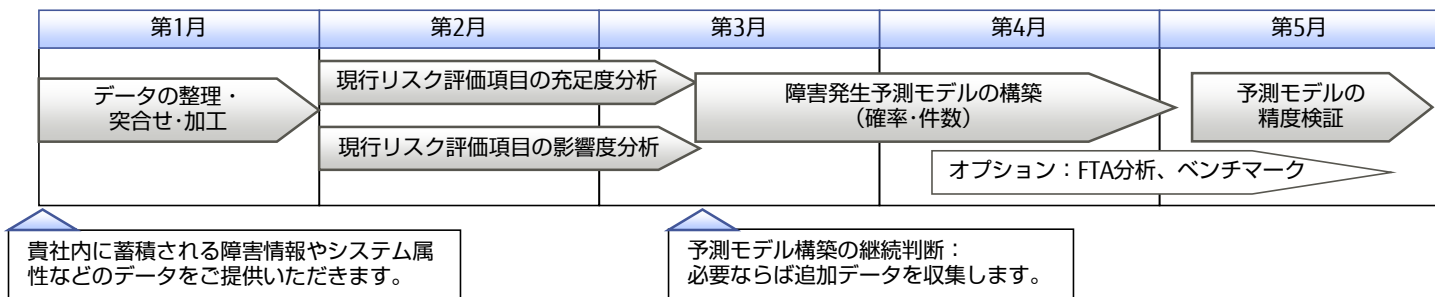 第1月
第2月
第3月
第4月
第5月
データの整理・
突合せ・加工
現行リスク評価項目の充足度分析
現行リスク評価項目の影響度分析
障害発生予測モデルの構築
（確率・件数）
予測モデルの
精度検証
オプション：FTA分析、ベンチマーク
貴社内に蓄積される障害情報やシステム属
性などのデータをご提供いただきます。
予測モデル構築の継続判断：
必要ならば追加データを収集します。